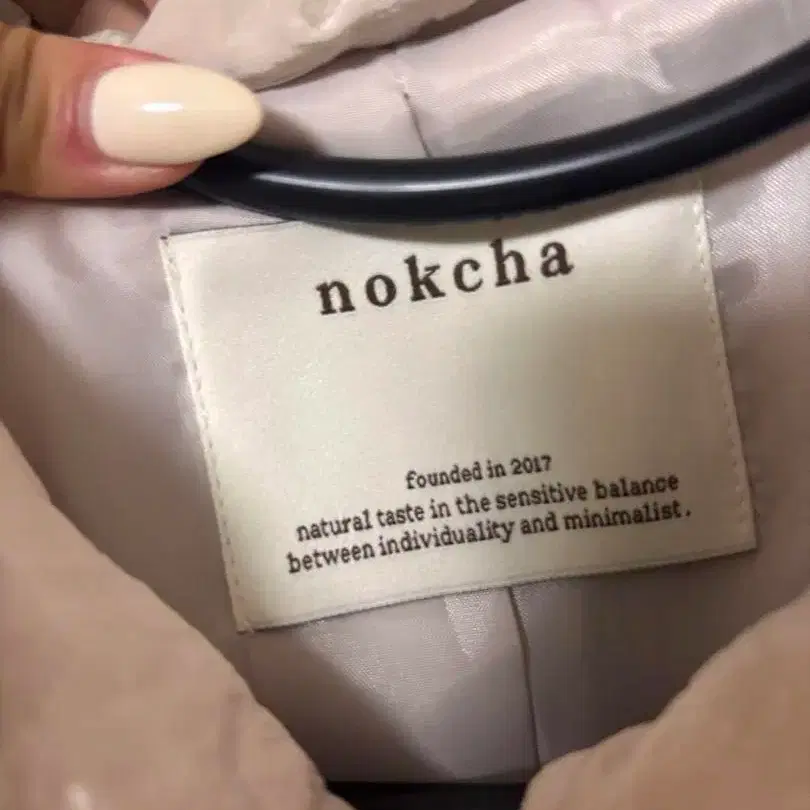 nokcha
founded in 2017
natural taste in the sensitive balance
between individuality and minimalist.